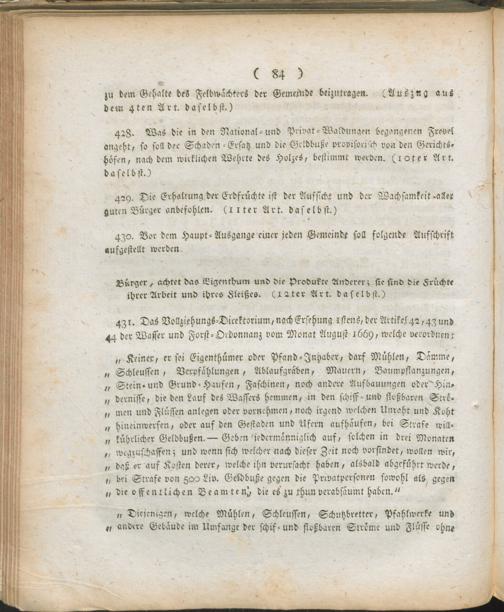 ( 84 )
zu dem Gehalte des Feldwächters der Gemeinde beizutragen. (Auszug aus
dem 4ten Art. daselbst.)
428. Was die in den National- und Privat-Waldungen begangenen Frevel
angeht, so soll der Schaden-Ersatz und die Geldbuße provisorisch von den Gerichts-
höfen, nach dem wirklichen Wehrte des Holzes, bestimmt werden. (10ter Art.
daselbst.)
429. Die Erhaltung der Erdfrüchte ist der Aufsicht und der Wachsamkeit aller
guten Bürger anbefohlen. (11ter Art. daselbst.)
430. Vor dem Haupt-Ausgange einer jeden Gemeinde soll folgende Aufschrift
aufgestellt werden
Bürger, achtet das Eigenthum und die Produkte Anderer; sie sind die Früchte
ihrer Arbeit und ihres Fleißes. (12ter Art. daselbst.)
431. Das Vollziehungs-Direktorium, nach Ersehung 1stens, der Artikel 42, 43 und
44 der Wasser und Forst-Ordonnanz vom Monat August 1669, welche verordnen:
„ Keiner, er sei Eigenthümer oder Pfand-Inhaber, darf Mühlen, Dämme,
„ Schleussen, Verpfählungen, Ablaufgräben, Mauern, Baumpflanzungen,
„ Stein- und Grund-Haufen, Faschinen, noch andere Aufbauungen oder Hin-
„ dernisse, die den Lauf des Wassers hemmen, in den schiff- und floßbaren Strö-
„ men und Flüssen anlegen oder vornehmen, noch irgend welchen Unraht und Koht
„ hineinwerfen, oder auf den Gestaden und Ufern aufhäufen, bei Strafe will-
„ kührlicher Geldbußen. — Geben jedermänniglich auf, solchen in drei Monaten
„ wegzuschaffen; und wenn sich welcher nach dieser Zeit noch vorfindet, wollen wir,
„ daß er auf Kosten derer, welche ihn verursacht haben, alsbald abgeführt werde,
„ bei Strafe von 500 Liv. Geldbuße gegen die Privatpersonen sowohl als gegen
„ die öffentlichen Beamten, die es zu thun verabsäumt haben.“
„ Diejenigen, welche Mühlen, Schleussen, Schutzbretter, Pfahlwerke und
„ andere Gebäude im Umfange der schif- und floßbaren Ströme und Flüsse ohne